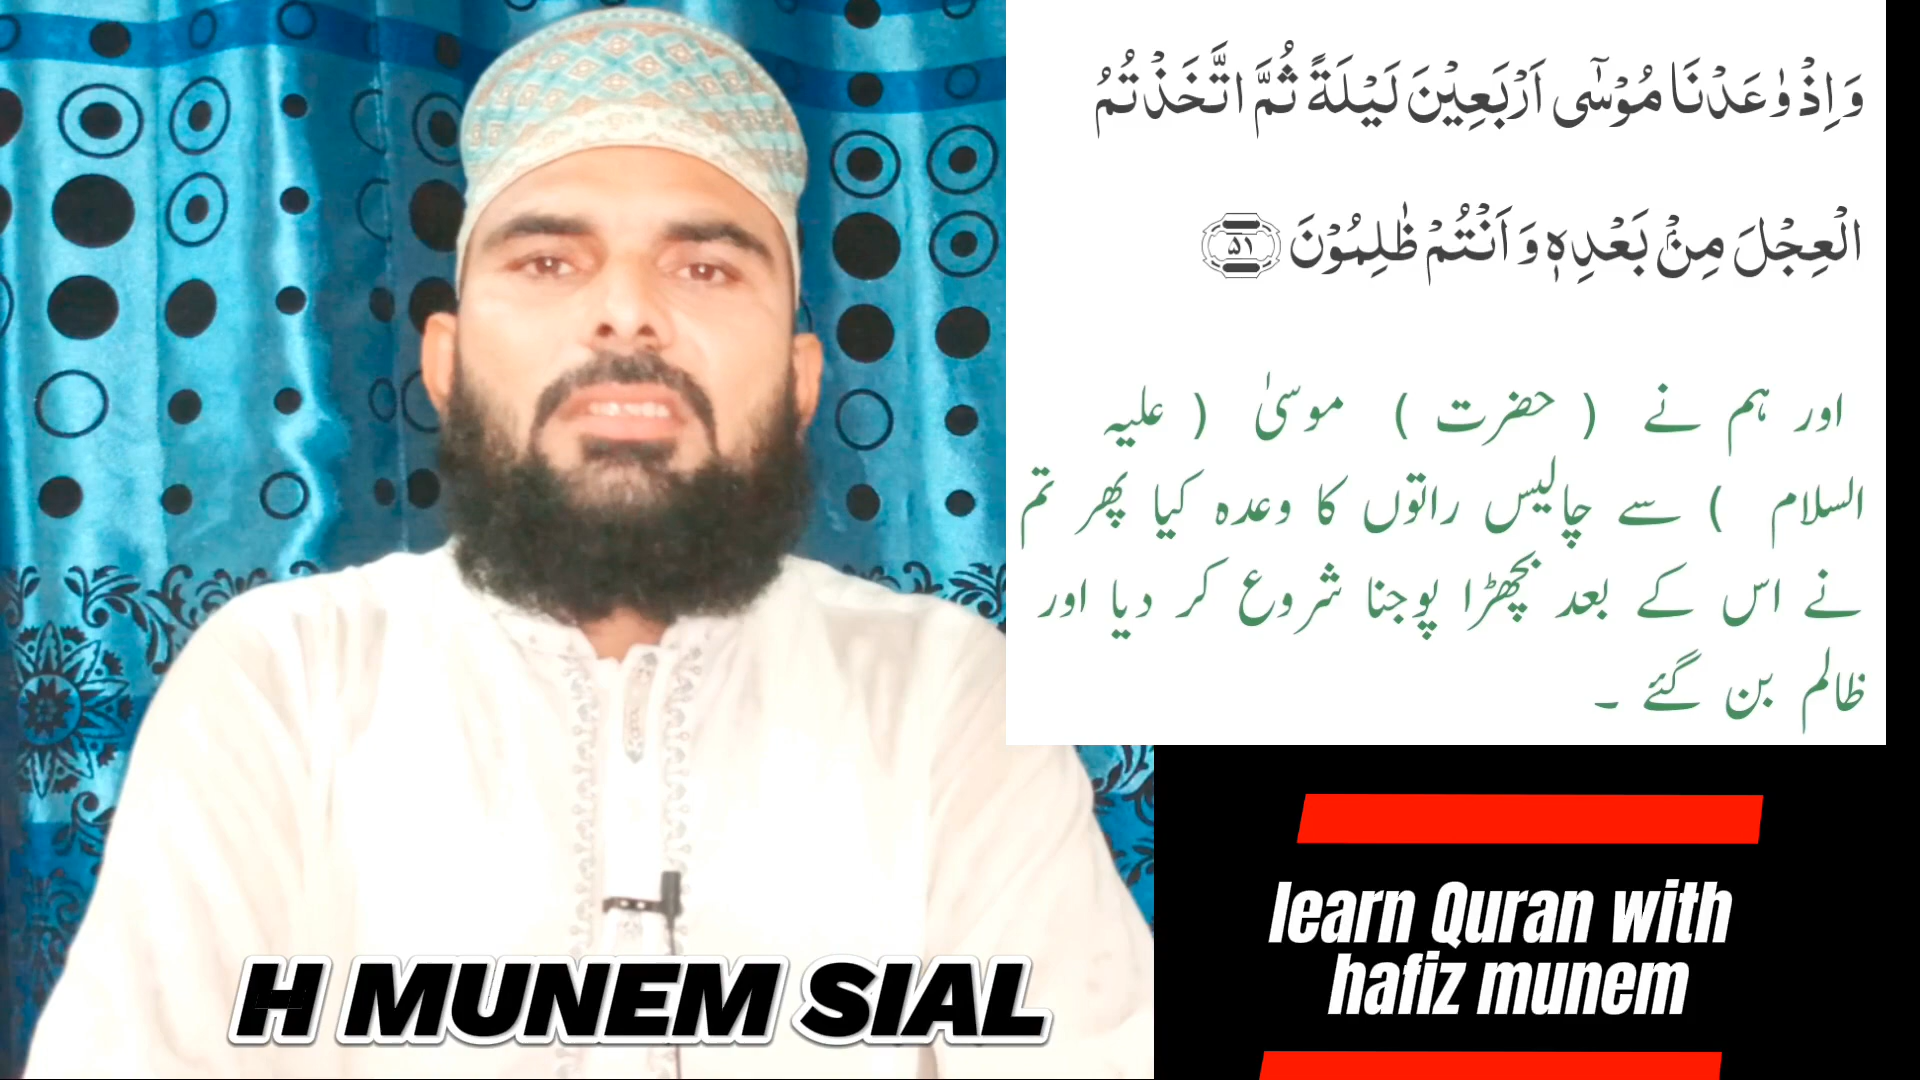 وَاِذْ وٰعَدْنَا مُوْسٰٓى اَرْبَعِيْنَ لَيْلَةً ثُمَّ اتَّخَذْتُمُ
الْعِجْلَ مِنْۢ بَعْدِهٖ وَاَنْتُمْ ظٰلِمُوْنَ ﴿۵۱﴾
اور ہم نے ( حضرت ) موسیٰ ( علیہ
السلام ) سے چالیس راتوں کا وعدہ کیا پھر تم
نے اس کے بعد بچھڑا پوجنا شروع کر دیا اور
ظالم بن گئے ۔
H MUNEM SIAL
learn Quran with
hafiz munem